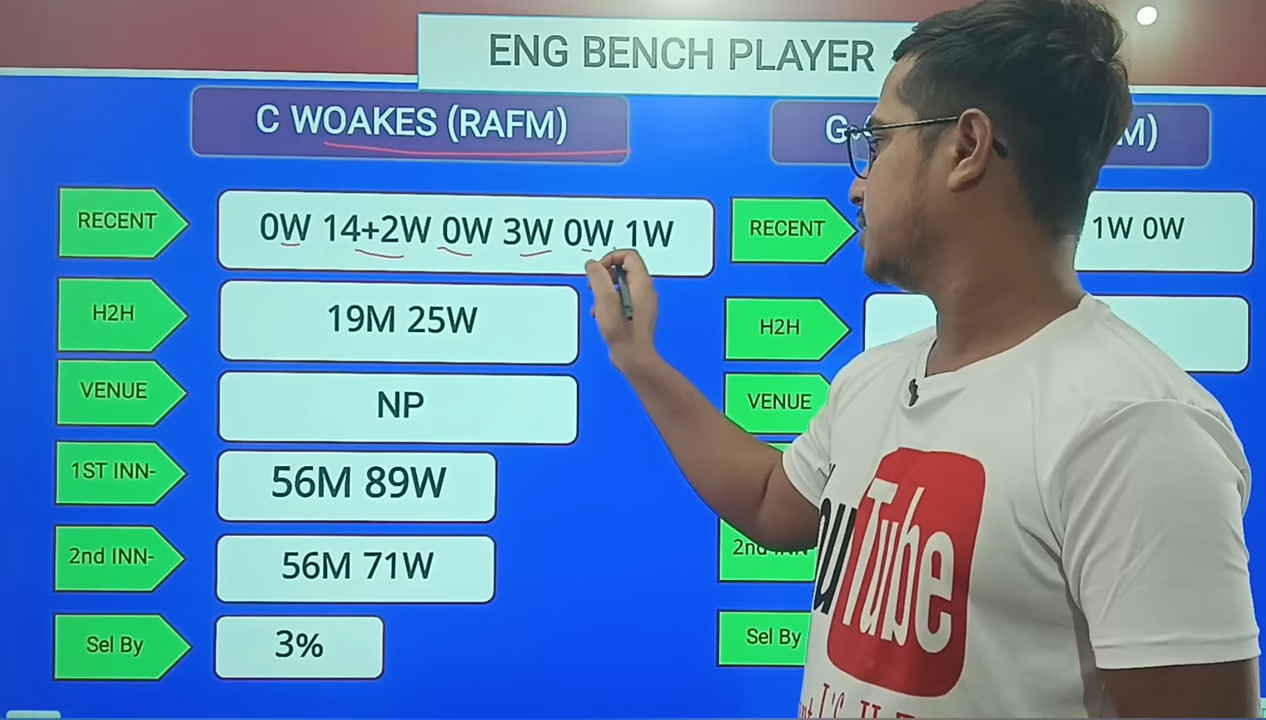 ENG BENCH PLAYER
C WOAKES (RAFM)
RECENT
0W 14+2W 0W 3W 0W 1W
H2H
19M 25W
VENUE
NP
1ST INN-
56M 89W
2nd INN-
56M 71W
Sel By
3%
RECENT
1W 0W
H2H
VENUE
Sel By
YouTube